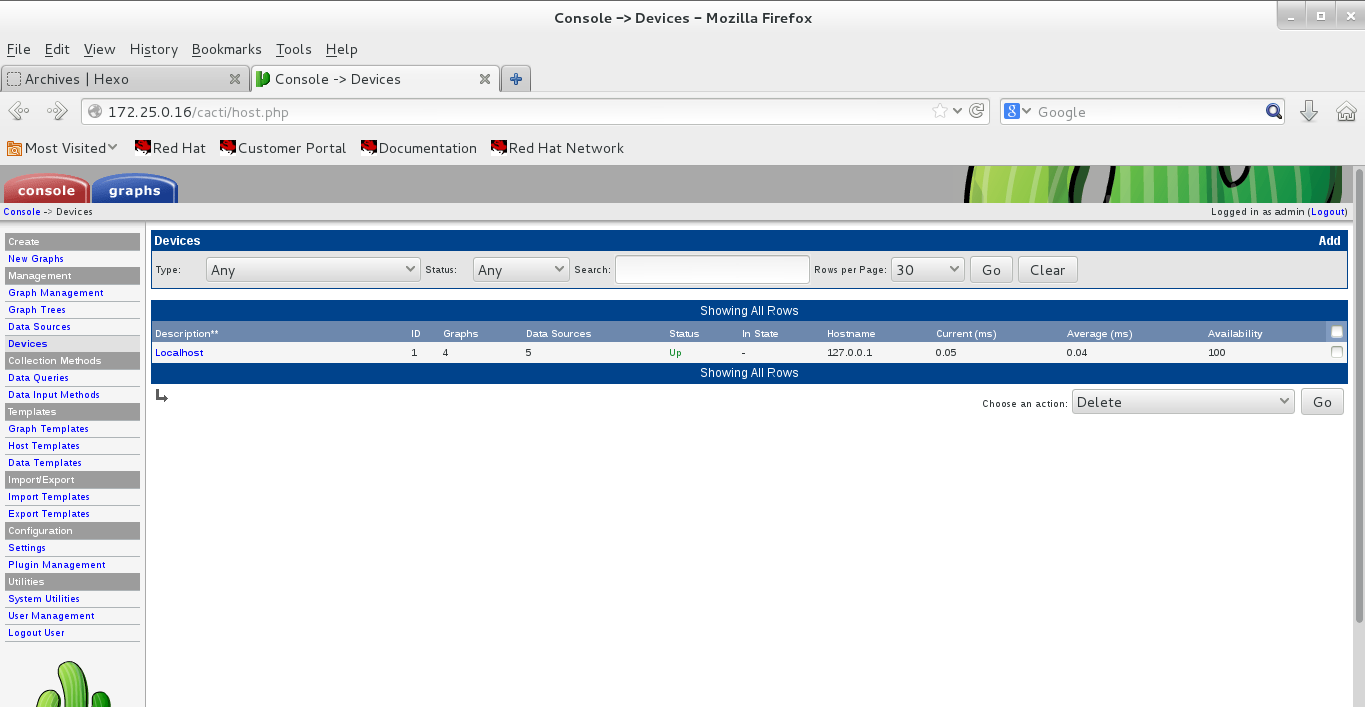 Console -> Devices - Mozilla Firefox
File Edit View History Bookmarks Tools Help
Archives | Hexo
Console -> Devices
172.25.0.16/cacti/host.php
Google
Most Visited Red Hat Customer Portal Documentation Red Hat Network
console graphs
Console -> Devices
Logged in as admin (Logout)
Create
New Graphs
Management
Graph Management
Graph Trees
Data Sources
Devices
Collection Methods
Data Queries
Data Input Methods
Templates
Graph Templates
Host Templates
Data Templates
Import/Export
Import Templates
Export Templates
Configuration
Settings
Plugin Management
Utilities
System Utilities
User Management
Logout User
Devices Add
Type: Any Status: Any Search: Rows per Page: 30 Go Clear
Showing All Rows
Description** ID Graphs Data Sources Status In State Hostname Current (ms) Average (ms) Availability
Localhost 1 4 5 Up - 127.0.0.1 0.05 0.04 100
Showing All Rows
Choose an action: Delete Go